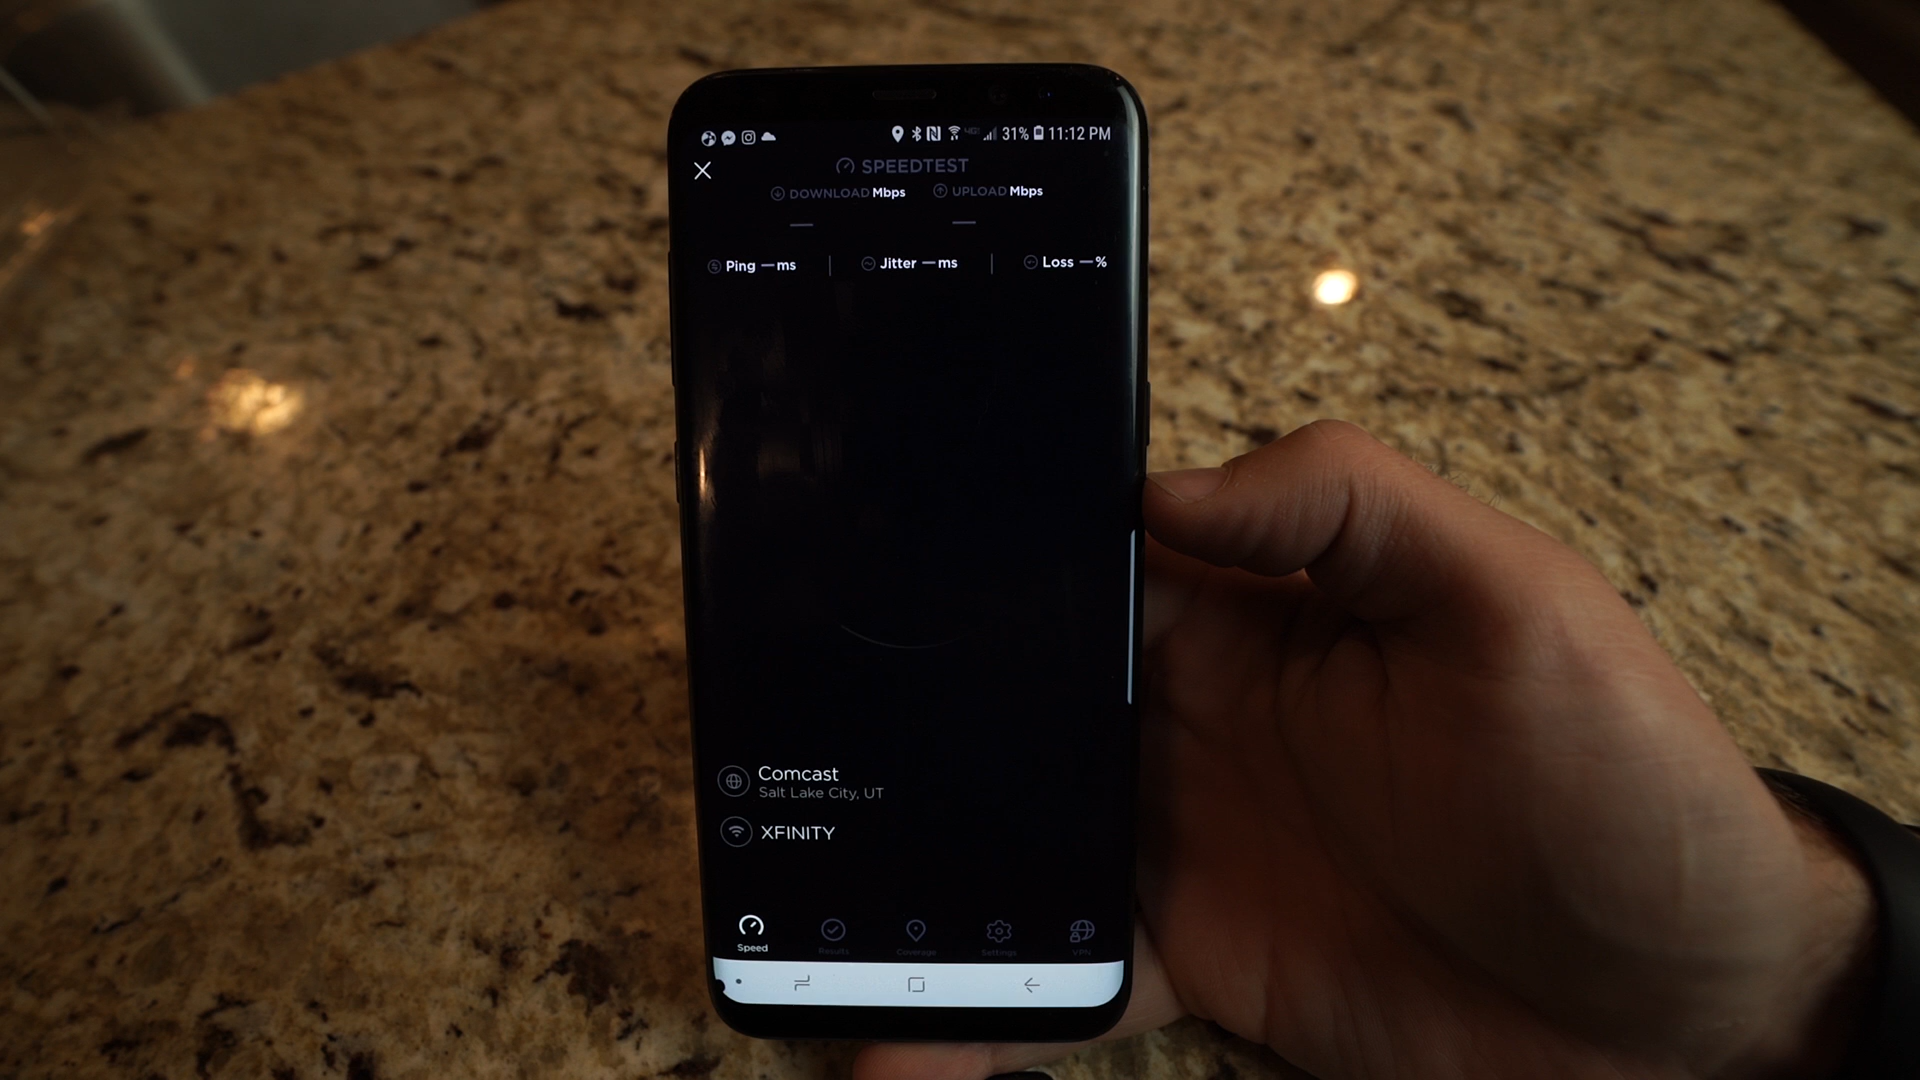 31% 11:12 PM
SPEEDTEST
DOWNLOAD Mbps UPLOAD Mbps
— —
Ping — ms | Jitter — ms | Loss — %
Comcast
Salt Lake City, UT
XFINITY
Speed Results Coverage Settings VPN